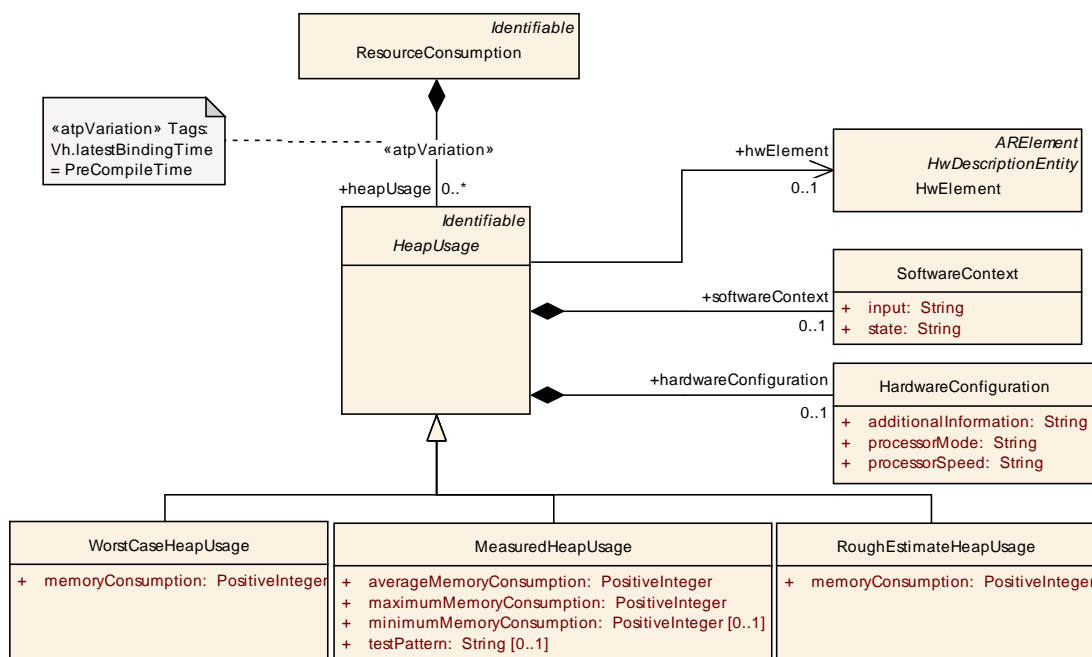 Identifiable
ResourceConsumption
«atpVariation» Tags:
Vh.latestBindingTime
= PreCompileTime
«atpVariation»
+heapUsage 0..*
Identifiable
HeapUsage
+hwElement
0..1
ARElement
HwDescriptionEntity
HwElement
+softwareContext
0..1
SoftwareContext
+ input: String
+ state: String
+hardwareConfiguration
0..1
HardwareConfiguration
+ additionalInformation: String
+ processorMode: String
+ processorSpeed: String
WorstCaseHeapUsage
+ memoryConsumption: PositiveInteger
MeasuredHeapUsage
+ averageMemoryConsumption: PositiveInteger
+ maximumMemoryConsumption: PositiveInteger
+ minimumMemoryConsumption: PositiveInteger [0..1]
+ testPattern: String [0..1]
RoughEstimateHeapUsage
+ memoryConsumption: PositiveInteger